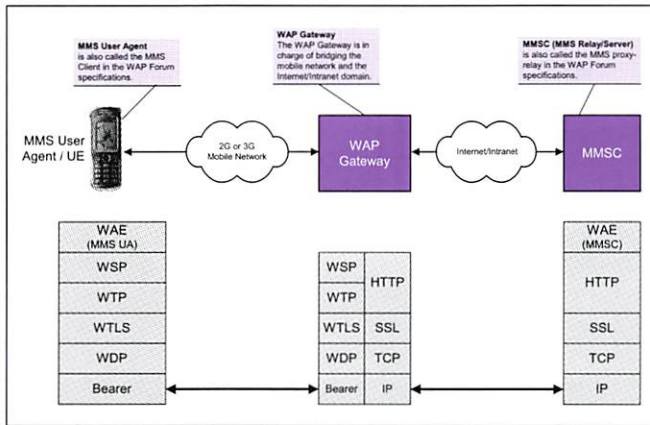 MMS User Agent
is also called the MMS
Client in the WAP Forum
specifications.
WAP Gateway
The WAP Gateway is in
charge of bridging the
mobile network and the
Internet/Intranet domain.
MMSC (MMS Relay/Server)
is also called the MMS proxy-
relay in the WAP Forum
specifications.
MMS User
Agent / UE
2G or 3G
Mobile Network
WAP
Gateway
Internet/Intranet
MMSC
WAE
(MMS UA)
WSP
WTP
WTLS
WDP
Bearer
WSP
HTTP
WTP
WTLS SSL
WDP TCP
Bearer IP
WAE
(MMSC)
HTTP
SSL
TCP
IP